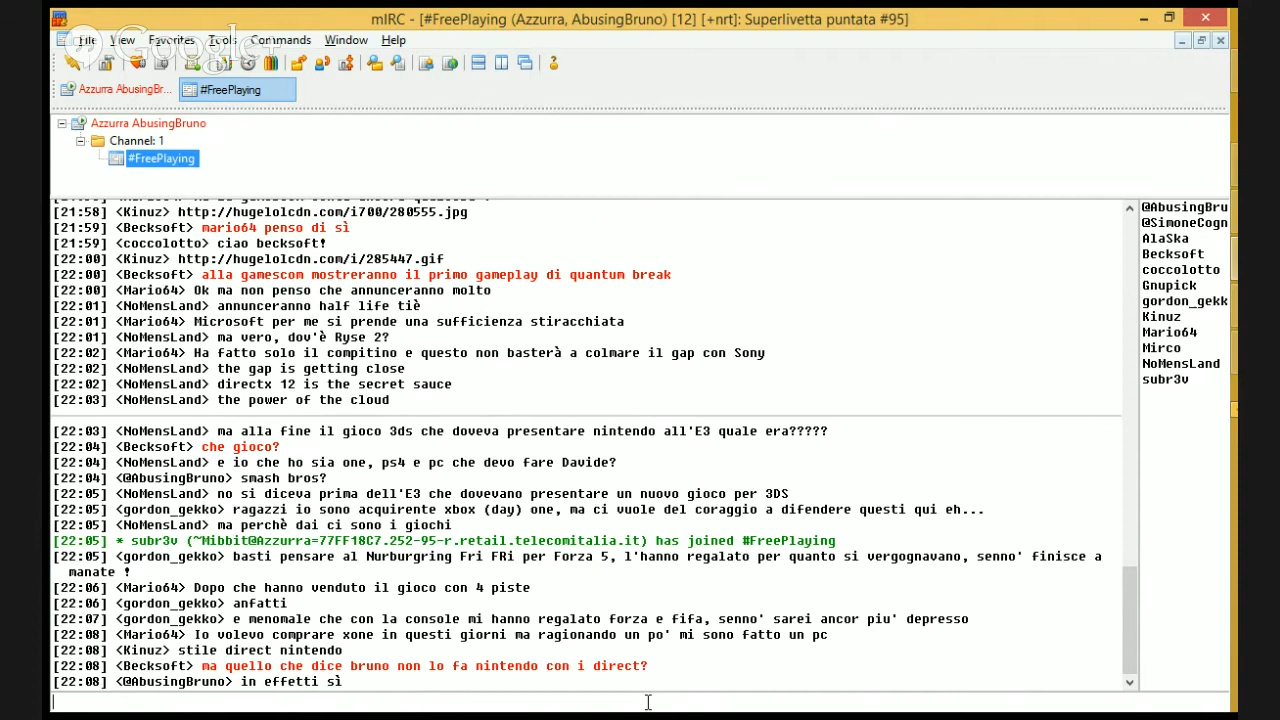 mIRC - [#FreePlaying (Azzurra, AbusingBruno) [12] [+nrt]: Superlivetta puntata #95]
Google+
File View Favorites Tools Commands Window Help
Azzurra AbusingBr... #FreePlaying
Azzurra AbusingBruno
Channel: 1
#FreePlaying
[21:58] <Kinuz> http://hugelolcdn.com/i700/280555.jpg
[21:59] <Becksoft> mario64 penso di sì
[21:59] <coccolotto> ciao becksoft!
[22:00] <Kinuz> http://hugelolcdn.com/i/285447.gif
[22:00] <Becksoft> alla gamescom mostreranno il primo gameplay di quantum break
[22:00] <Mario64> Ok ma non penso che annunceranno molto
[22:01] <NoMensLand> annunceranno half life tiè
[22:01] <Mario64> Microsoft per me si prende una sufficienza stiracchiata
[22:01] <NoMensLand> ma vero, dov'è Ryse 2?
[22:02] <Mario64> Ha fatto solo il compitino e questo non basterà a colmare il gap con Sony
[22:02] <NoMensLand> the gap is getting close
[22:02] <NoMensLand> directx 12 is the secret sauce
[22:03] <NoMensLand> the power of the cloud
[22:03] <NoMensLand> ma alla fine il gioco 3ds che doveva presentare nintendo all'E3 quale era?????
[22:04] <Becksoft> che gioco?
[22:04] <NoMensLand> e io che ho sia one, ps4 e pc che devo fare Davide?
[22:04] <@AbusingBruno> smash bros?
[22:05] <NoMensLand> no si diceva prima dell'E3 che dovevano presentare un nuovo gioco per 3DS
[22:05] <gordon_gekko> ragazzi io sono acquirente xbox (day) one, ma ci vuole del coraggio a difendere questi qui eh...
[22:05] <NoMensLand> ma perchè dai ci sono i giochi
[22:05] * subr3v (~Mibbit@Azzurra=77FF18C7.252-95-r.retail.telecomitalia.it) has joined #FreePlaying
[22:05] <gordon_gekko> basti pensare al Nurburgring Fri FRi per Forza 5, l'hanno regalato per quanto si vergognavano, senno' finisce a
manate !
[22:06] <Mario64> Dopo che hanno venduto il gioco con 4 piste
[22:06] <gordon_gekko> anfatti
[22:07] <gordon_gekko> e menomale che con la console mi hanno regalato forza e fifa, senno' sarei ancor piu' depresso
[22:08] <Mario64> Io volevo comprare xone in questi giorni ma ragionando un po' mi sono fatto un pc
[22:08] <Kinuz> stile direct nintendo
[22:08] <Becksoft> ma quello che dice bruno non lo fa nintendo con i direct?
[22:08] <@AbusingBruno> in effetti sì
@AbusingBru
@SimoneCogn
AlaSka
Becksoft
coccolotto
Gnupick
gordon_gekk
Kinuz
Mario64
Mirco
NoMensLand
subr3v